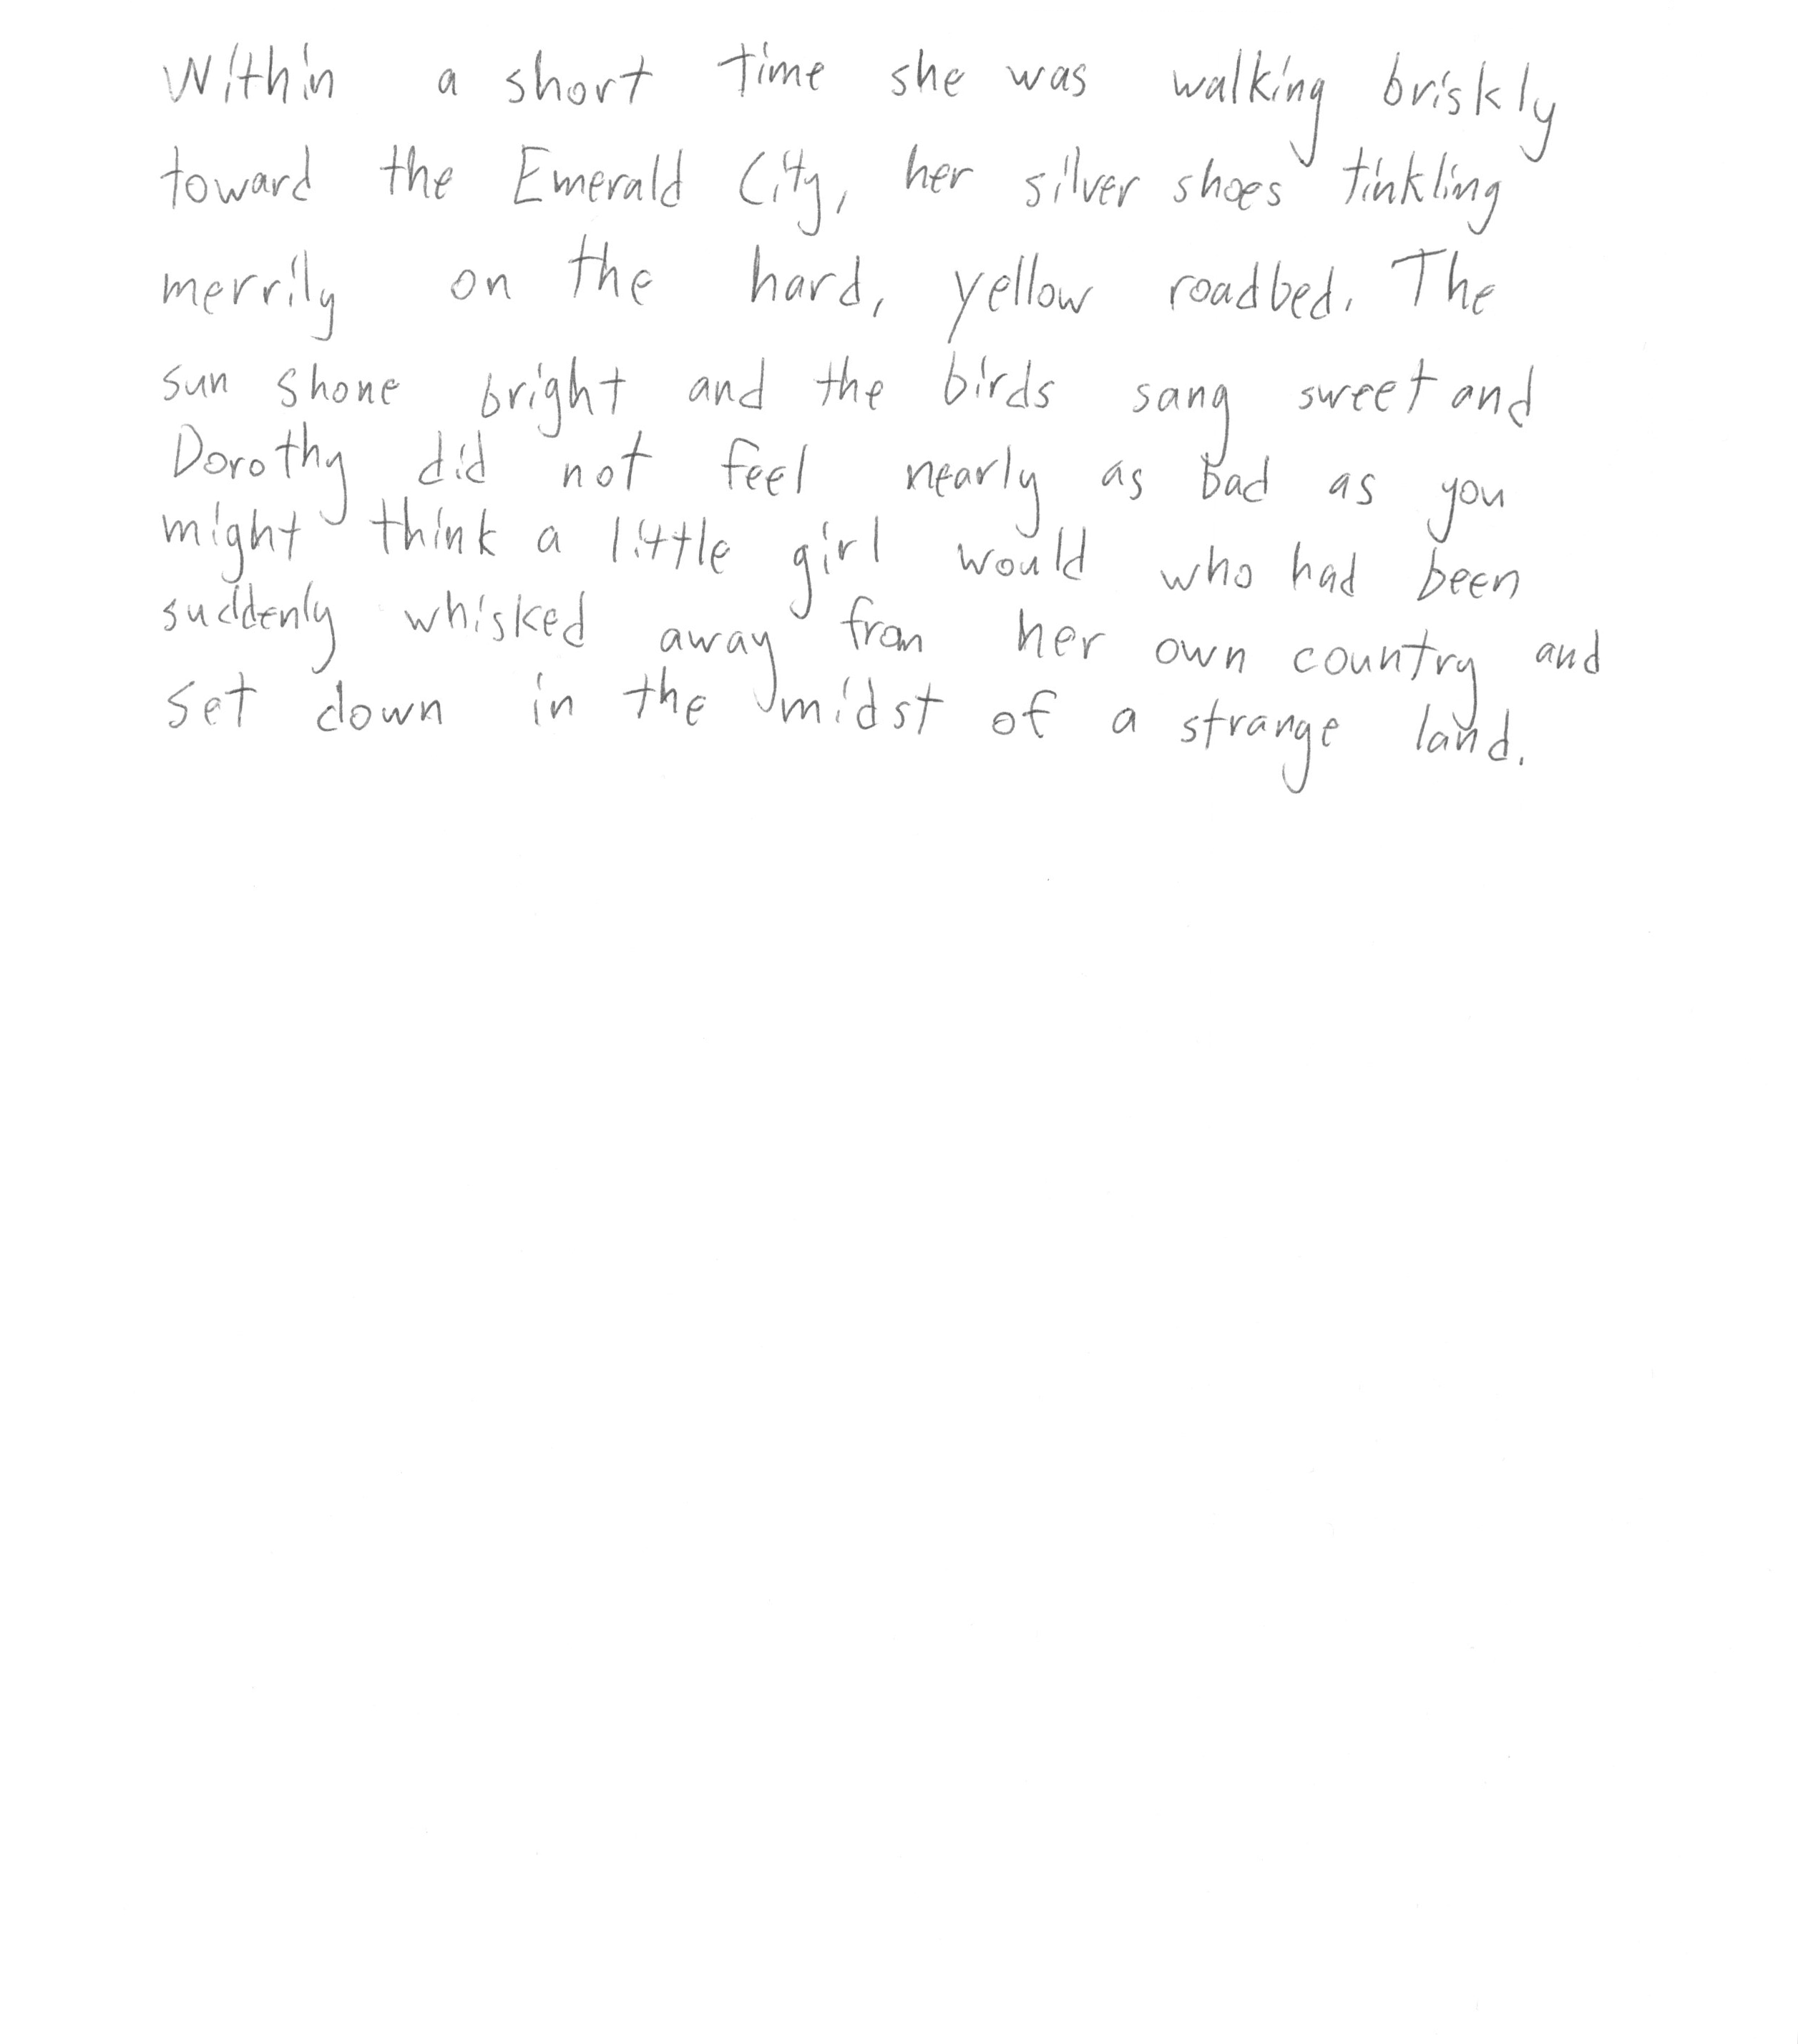 Within a short time she was walking briskly
toward the Emerald City, her silver shoes tinkling
merrily on the hard, yellow roadbed. The
sun shone bright and the birds sang sweet and
Dorothy did not feel nearly as bad as you
might think a little girl would who had been
suddenly whisked away from her own country and
set down in the midst of a strange land.